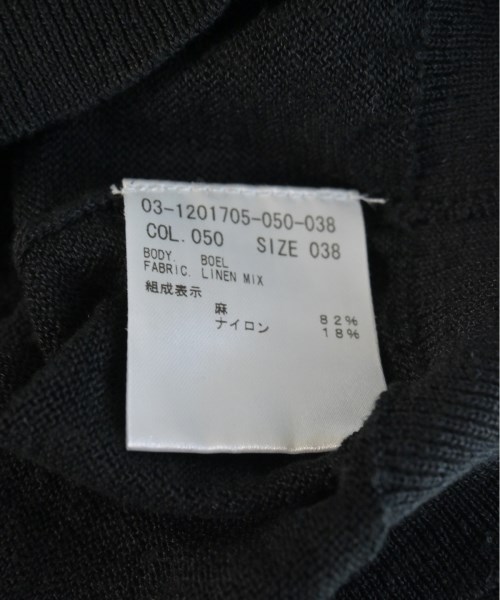 03-1201705-050-038
COL. 050 SIZE 038
BODY. BOEL
FABRIC. LINEN MIX
組成表示
麻 82%
ナイロン 18%